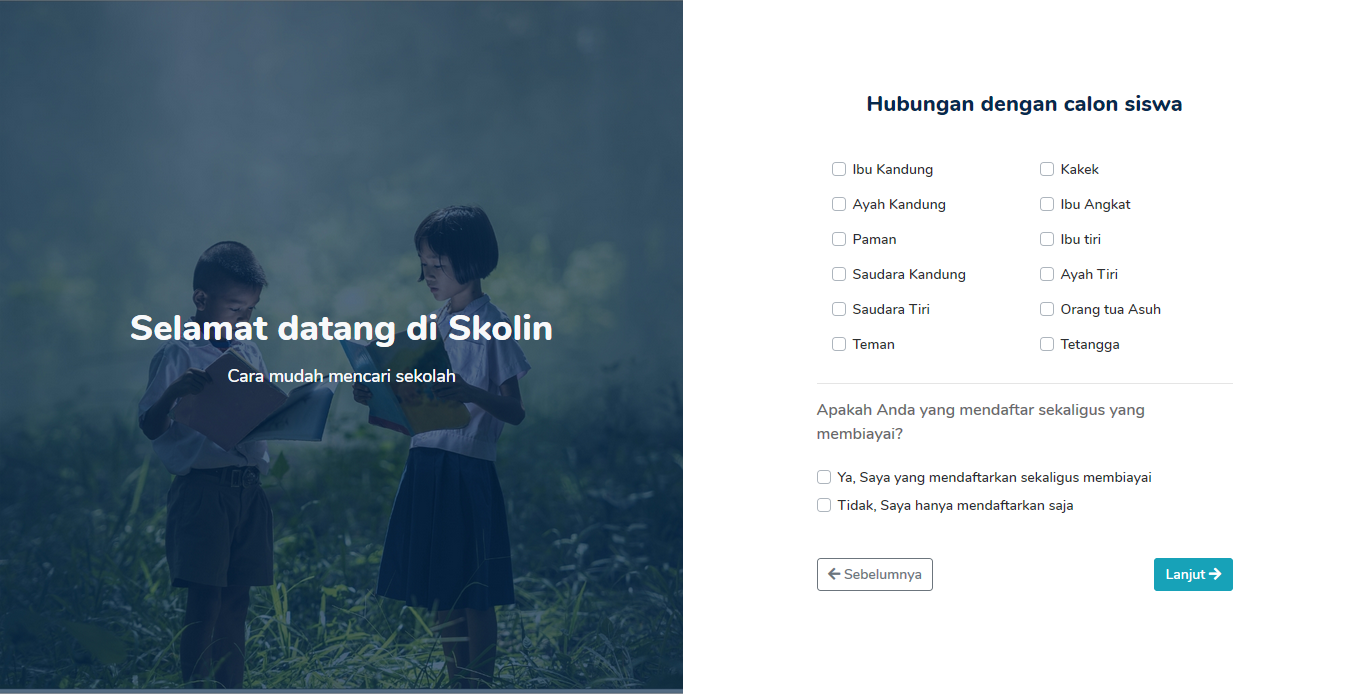 Selamat datang di Skolin
Cara mudah mencari sekolah
Hubungan dengan calon siswa
Ibu Kandung
Ayah Kandung
Paman
Saudara Kandung
Saudara Tiri
Teman
Kakek
Ibu Angkat
Ibu tiri
Ayah Tiri
Orang tua Asuh
Tetangga
Apakah Anda yang mendaftar sekaligus yang
membiayai?
Ya, Saya yang mendaftarkan sekaligus membiayai
Tidak, Saya hanya mendaftarkan saja
Sebelumnya
Lanjut